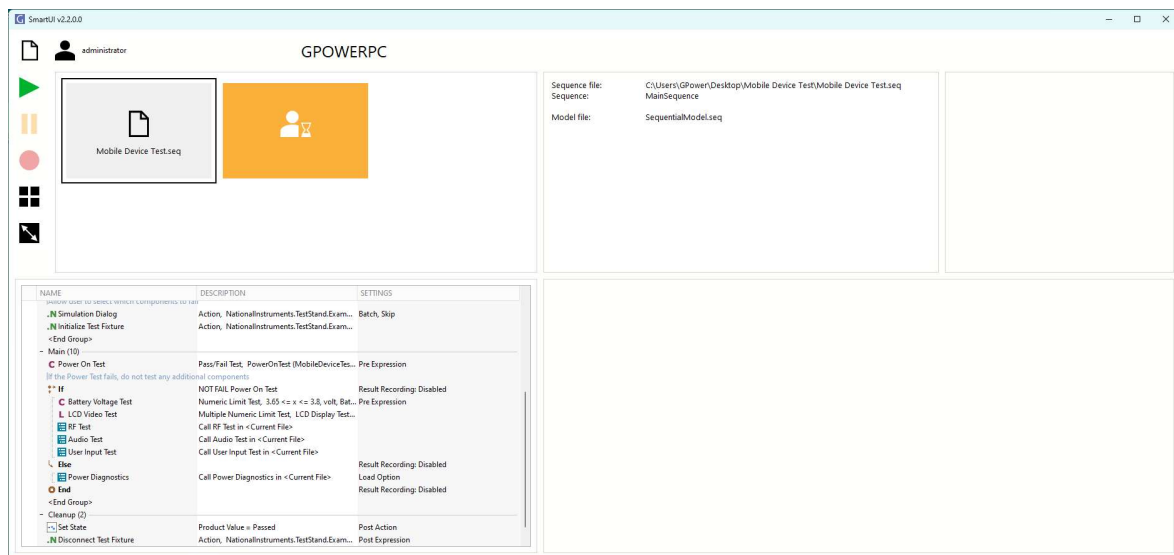 SmartUI v2.2.0.0
administrator
GPOWERPC
Mobile Device Test.seq
Sequence file: C:\Users\GPower\Desktop\Mobile Device Test\Mobile Device Test.seq
Sequence: MainSequence
Model file: SequentialModel.seq
NAME DESCRIPTION SETTINGS
Allow user to select which components to fail
Simulation Dialog Action, NationalInstruments.TestStand.Exam... Batch, Skip
Initialize Test Fixture Action, NationalInstruments.TestStand.Exam...
<End Group>
- Main (10)
Power On Test Pass/Fail Test, PowerOnTest (MobileDeviceTes... Pre Expression
If the Power Test fails, do not test any additional components
If NOT FAIL Power On Test Result Recording: Disabled
Battery Voltage Test Numeric Limit Test, 3.65 <= x <= 3.8, volt, Bat... Pre Expression
LCD Video Test Multiple Numeric Limit Test, LCD Display Test...
RF Test Call RF Test in <Current File>
Audio Test Call Audio Test in <Current File>
User Input Test Call User Input Test in <Current File>
Else Result Recording: Disabled
Power Diagnostics Call Power Diagnostics in <Current File> Load Option
End Result Recording: Disabled
<End Group>
- Cleanup (2)
Set State Product Value = Passed Post Action
Disconnect Test Fixture Action, NationalInstruments.TestStand.Exam... Post Expression